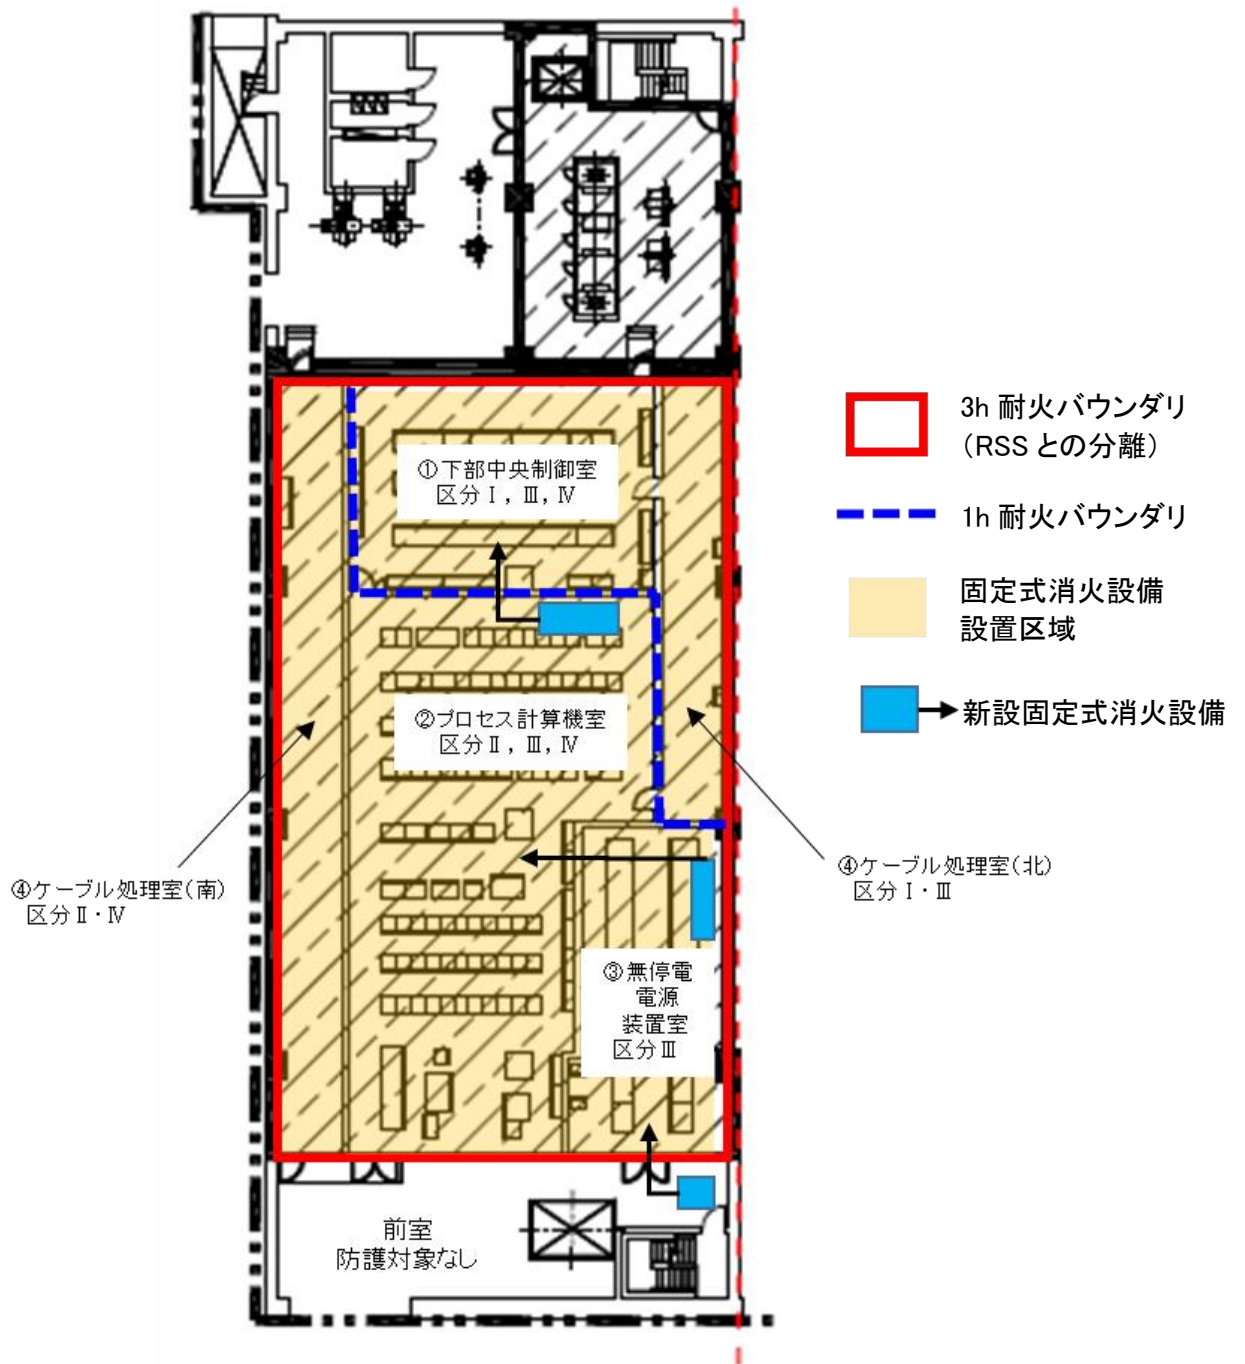 ①下部中央制御室
区分Ⅰ，Ⅲ，Ⅳ
3h 耐火バウンダリ
（RSS との分離）
1h 耐火バウンダリ
固定式消火設備
設置区域
新設固定式消火設備
②プロセス計算機室
区分Ⅱ，Ⅲ，Ⅳ
④ケーブル処理室(南)
区分Ⅱ・Ⅳ
④ケーブル処理室(北)
区分Ⅰ・Ⅲ
③無停電
電源
装置室
区分Ⅲ
前室
防護対象なし